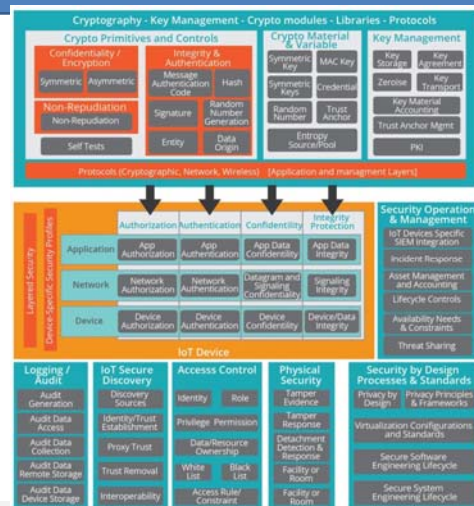 Cryptography - Key Management - Crypto modules - Libraries - Protocols
Crypto Primitives and Controls
Confidentiality /
Encryption
Symmetric
Asymmetric
Non-Repudiation
Non-Repudiation
Self Tests
Integrity &
Authentication
Message
Authentication
Code
Hash
Signature
Random
Number
Generation
Entity
Data
Origin
Crypto Material
& Variable
Symmetric
Key
MAC Key
Symmetric
Keys
Credential
Random
Number
Trust
Anchor
Entropy
Source/Pool
Key Management
Key
Storage
Key
Agreement
Zeroise
Key
Transport
Key Material
Accounting
Trust Anchor Mgmt
PKI
Protocols (Cryptographic, Network, Wireless) [Application and managment Layers]
Layered Security
Device-Specific Security Profiles
Authorization
Authentication
Confidentility
Integrity
Protection
Application
App
Authorization
App
Authentication
App Data
Confidentility
App Data
Integrity
Network
Network
Authorization
Network
Authentication
Datagram and
Signaling
Confidentiality
Signaling
Integrity
Device
Device
Authorization
Device
Authentication
Device
Confidentility
Device/Data
Integrity
IoT Device
Security Operation
& Management
IoT Devices Specific
SIEM Integration
Incident Response
Asset Management
and Accounting
Lifecycle Controls
Availability Needs
& Constraints
Threat Sharing
Logging /
Audit
Audit
Generation
Audit Data
Access
Audit Data
Collection
Audit Data
Remote Storage
Audit Data
Device Storage
IoT Secure
Discovery
Discovery
Sources
Identity/Trust
Establishment
Proxy Trust
Trust Removal
Interoperability
Accesss Control
Identity
Role
Privilege Permission
Data/Resource
Ownership
White
List
Black
List
Access Rule/
Constraint
Physical
Security
Tamper
Evidence
Tamper
Response
Detachment
Detection &
Response
Facility or
Room
Facility or
Room
Security by Design
Processes & Standards
Privacy by
Design
Privacy Principles
& Frameworks
Virtualization Configurations
and Standards
Secure Software
Engineering Lifecycle
Secure System
Engineering Lifecycle